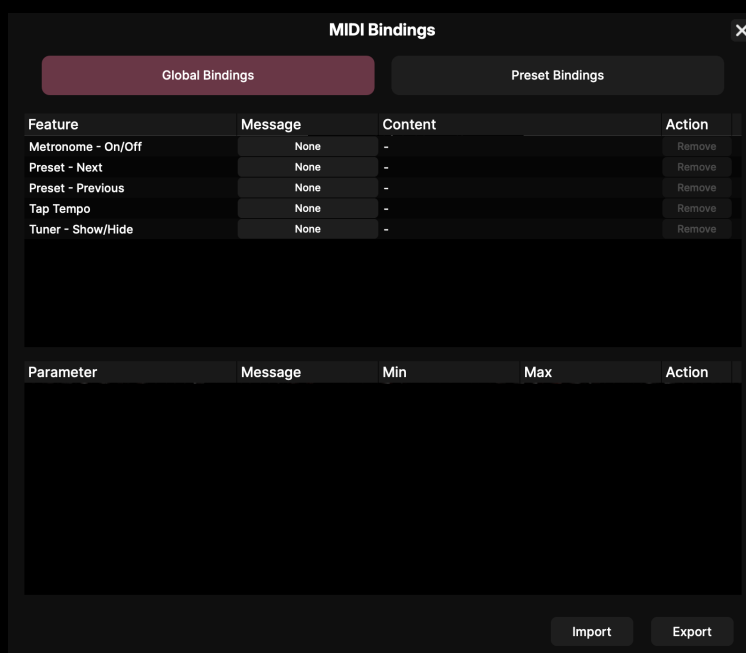 MIDI Bindings
Global Bindings Preset Bindings
Feature Message Content Action
Metronome - On/Off None - Remove
Preset - Next None - Remove
Preset - Previous None - Remove
Tap Tempo None - Remove
Tuner - Show/Hide None - Remove
Parameter Message Min Max Action
Import Export